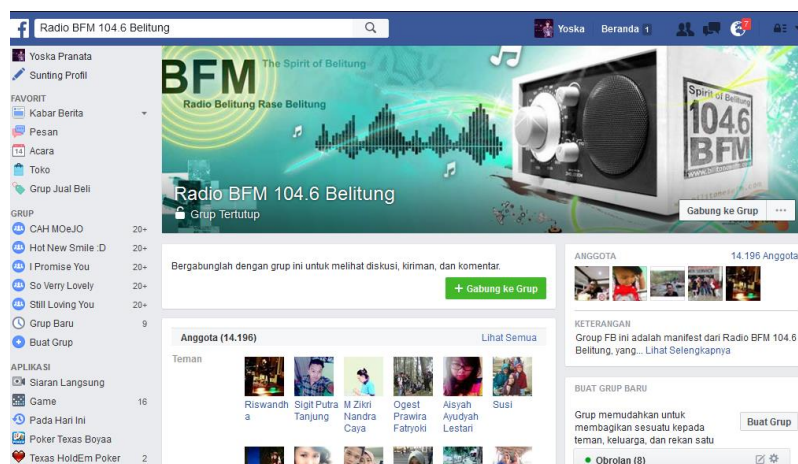 Radio BFM 104.6 Belitung
Yoska
Beranda 1
7
Yoska Pranata
Sunting Profil
FAVORIT
Kabar Berita
Pesan
14 Acara
Toko
Grup Jual Beli
GRUP
CAH MOeJO 20+
Hot New Smile :D 20+
I Promise You 20+
So Verry Lovely 20+
Still Loving You 20+
Grup Baru 9
Buat Grup
APLIKASI
Siaran Langsung
Game 16
Pada Hari Ini
Poker Texas Boyaa
Texas HoldEm Poker 2
BFM The Spirit of Belitung
Radio Belitung Rase Belitung
Spirit of Belitung
104.6
BFM
Radio BFM 104.6 Belitung
Grup Tertutup
Gabung ke Grup
Bergabunglah dengan grup ini untuk melihat diskusi, kiriman, dan komentar.
+ Gabung ke Grup
Anggota (14.196) Lihat Semua
Teman
Riswandh
a
Sigit Putra
Tanjung
M Zikri
Nandra
Caya
Ogest
Prawira
Fatryoki
Aisyah
Ayudyah
Lestari
Susi
ANGGOTA 14.196 Anggota
KETERANGAN
Group FB ini adalah manifest dari Radio BFM 104.6
Belitung, yang... Lihat Selengkapnya
BUAT GRUP BARU
Grup memudahkan untuk
membagikan sesuatu kepada
teman, keluarga, dan rekan satu
Buat Grup
Obrolan (8)